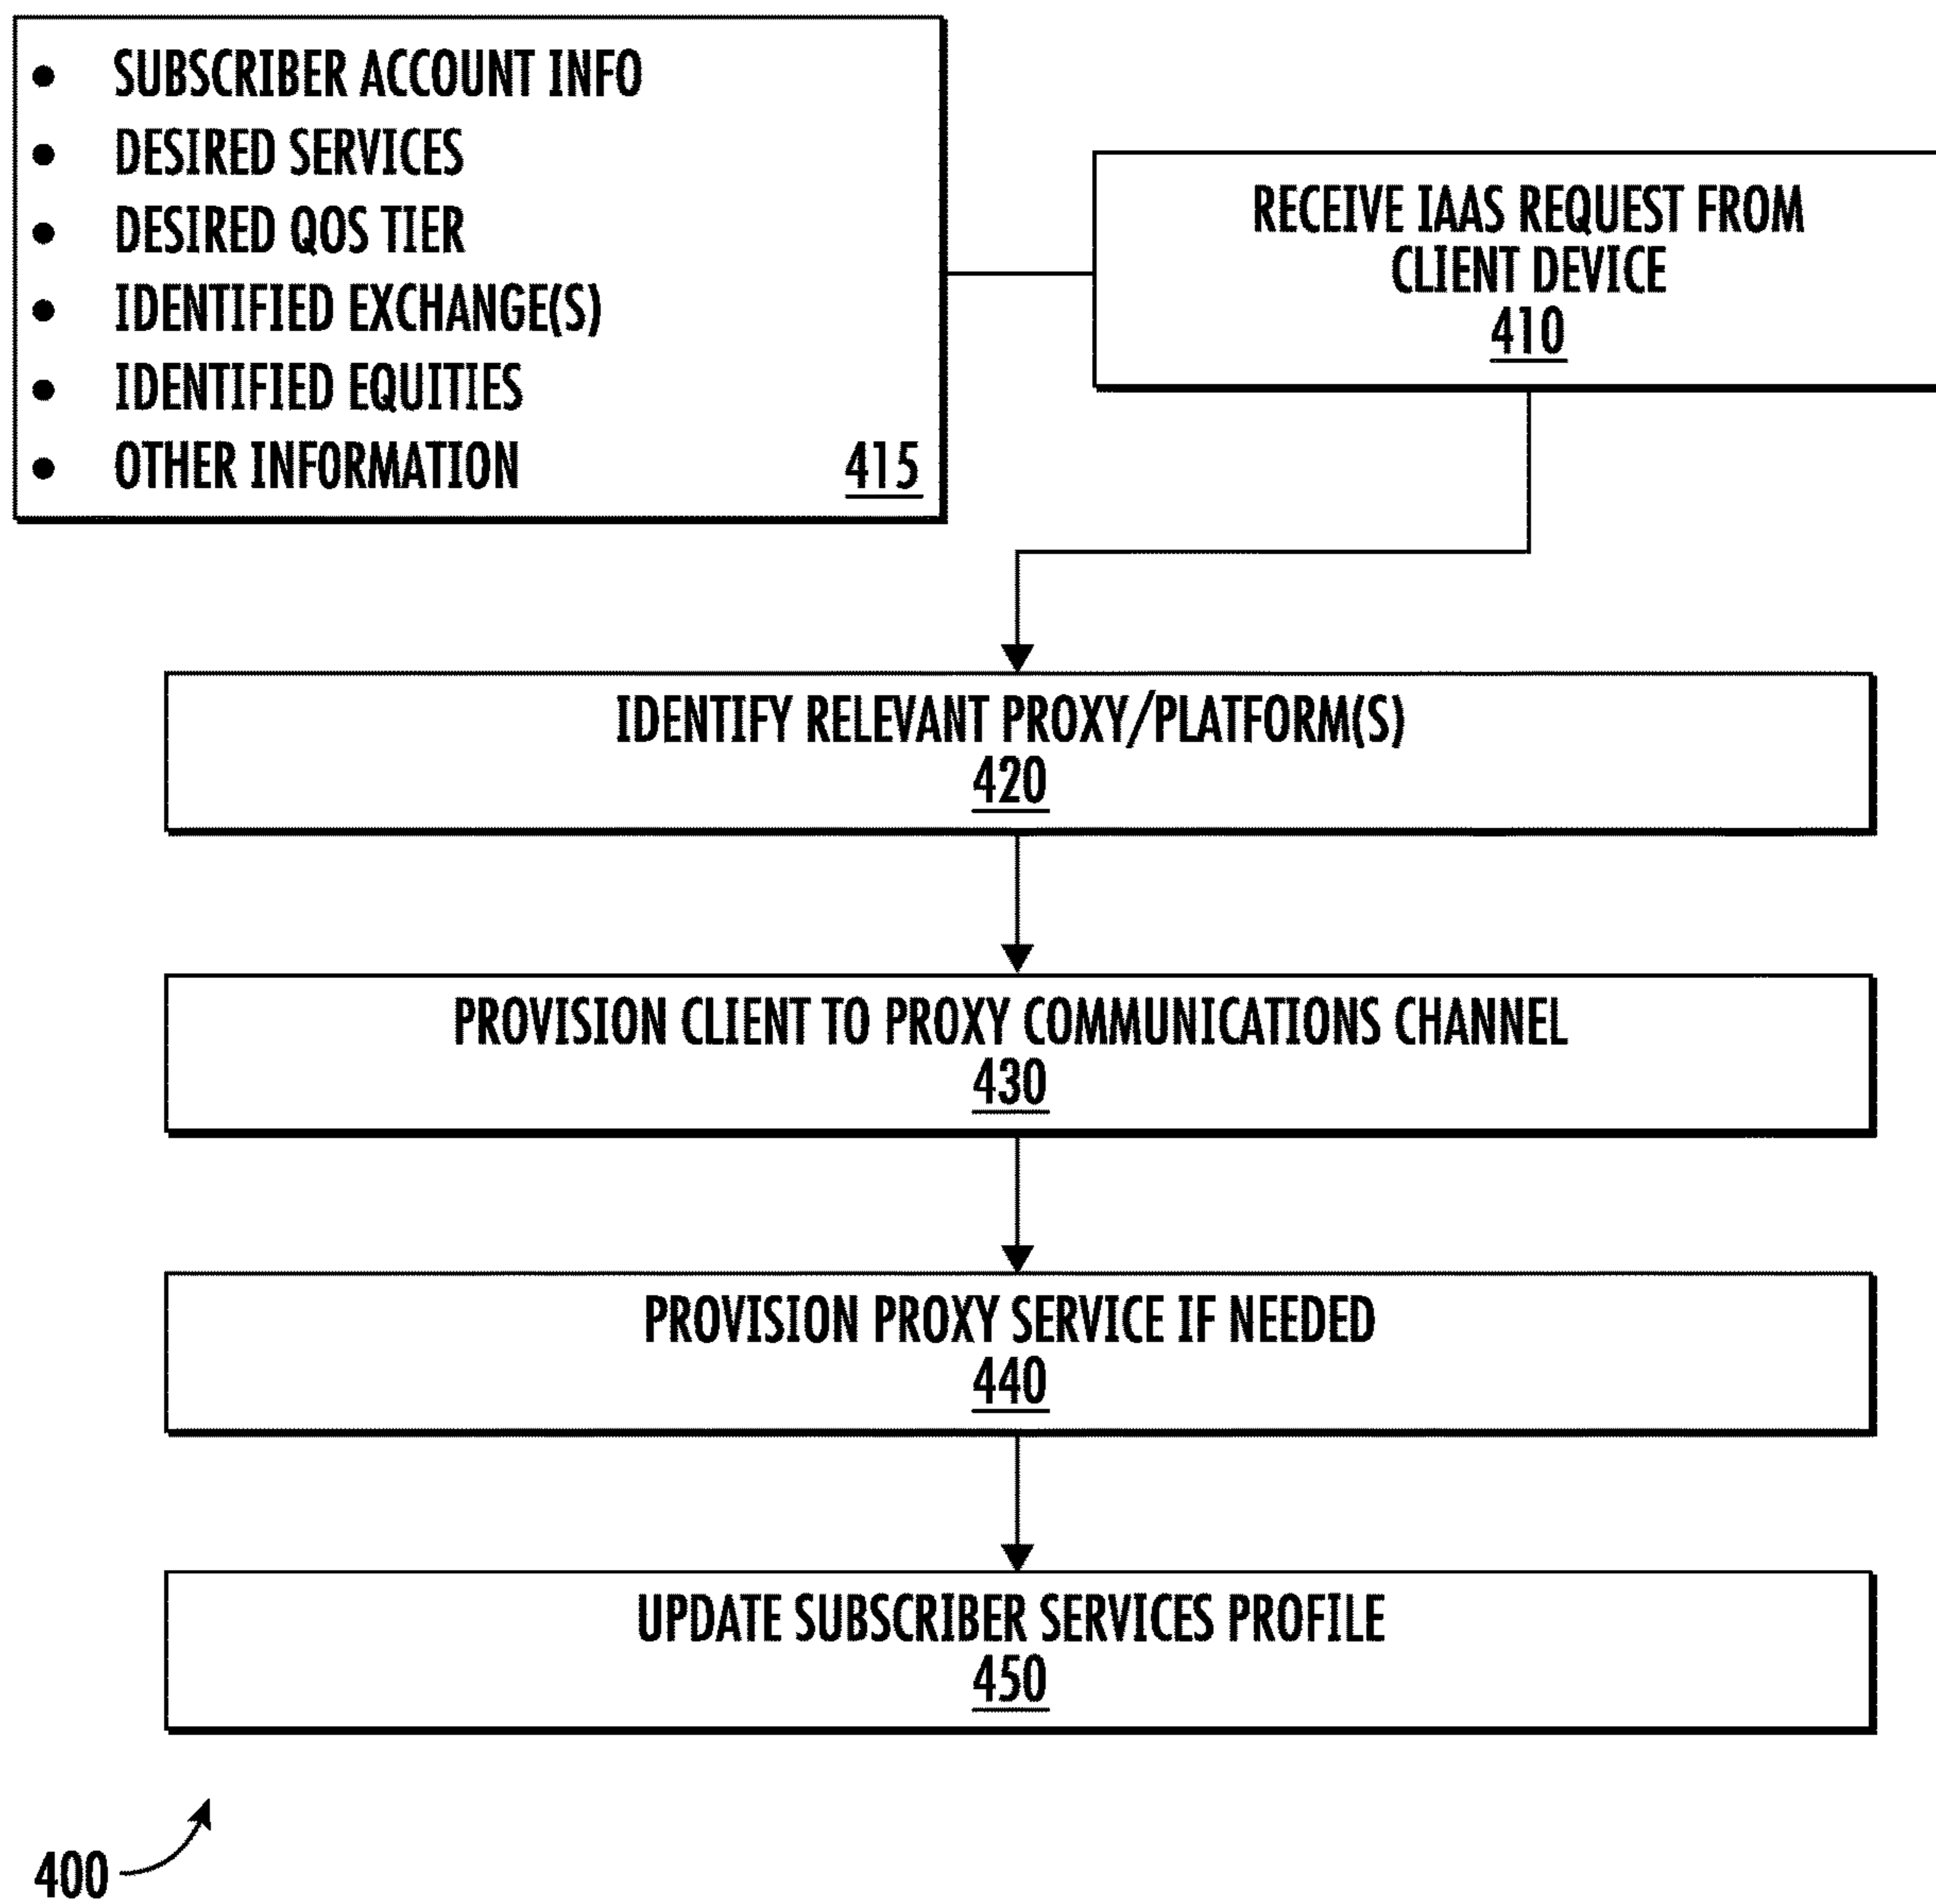 • SUBSCRIBER ACCOUNT INFO
• DESIRED SERVICES
• DESIRED QOS TIER
• IDENTIFIED EXCHANGE(S)
• IDENTIFIED EQUITIES
• OTHER INFORMATION 415
RECEIVE IAAS REQUEST FROM
CLIENT DEVICE
410
IDENTIFY RELEVANT PROXY/PLATFORM(S)
420
PROVISION CLIENT TO PROXY COMMUNICATIONS CHANNEL
430
PROVISION PROXY SERVICE IF NEEDED
440
UPDATE SUBSCRIBER SERVICES PROFILE
450
400